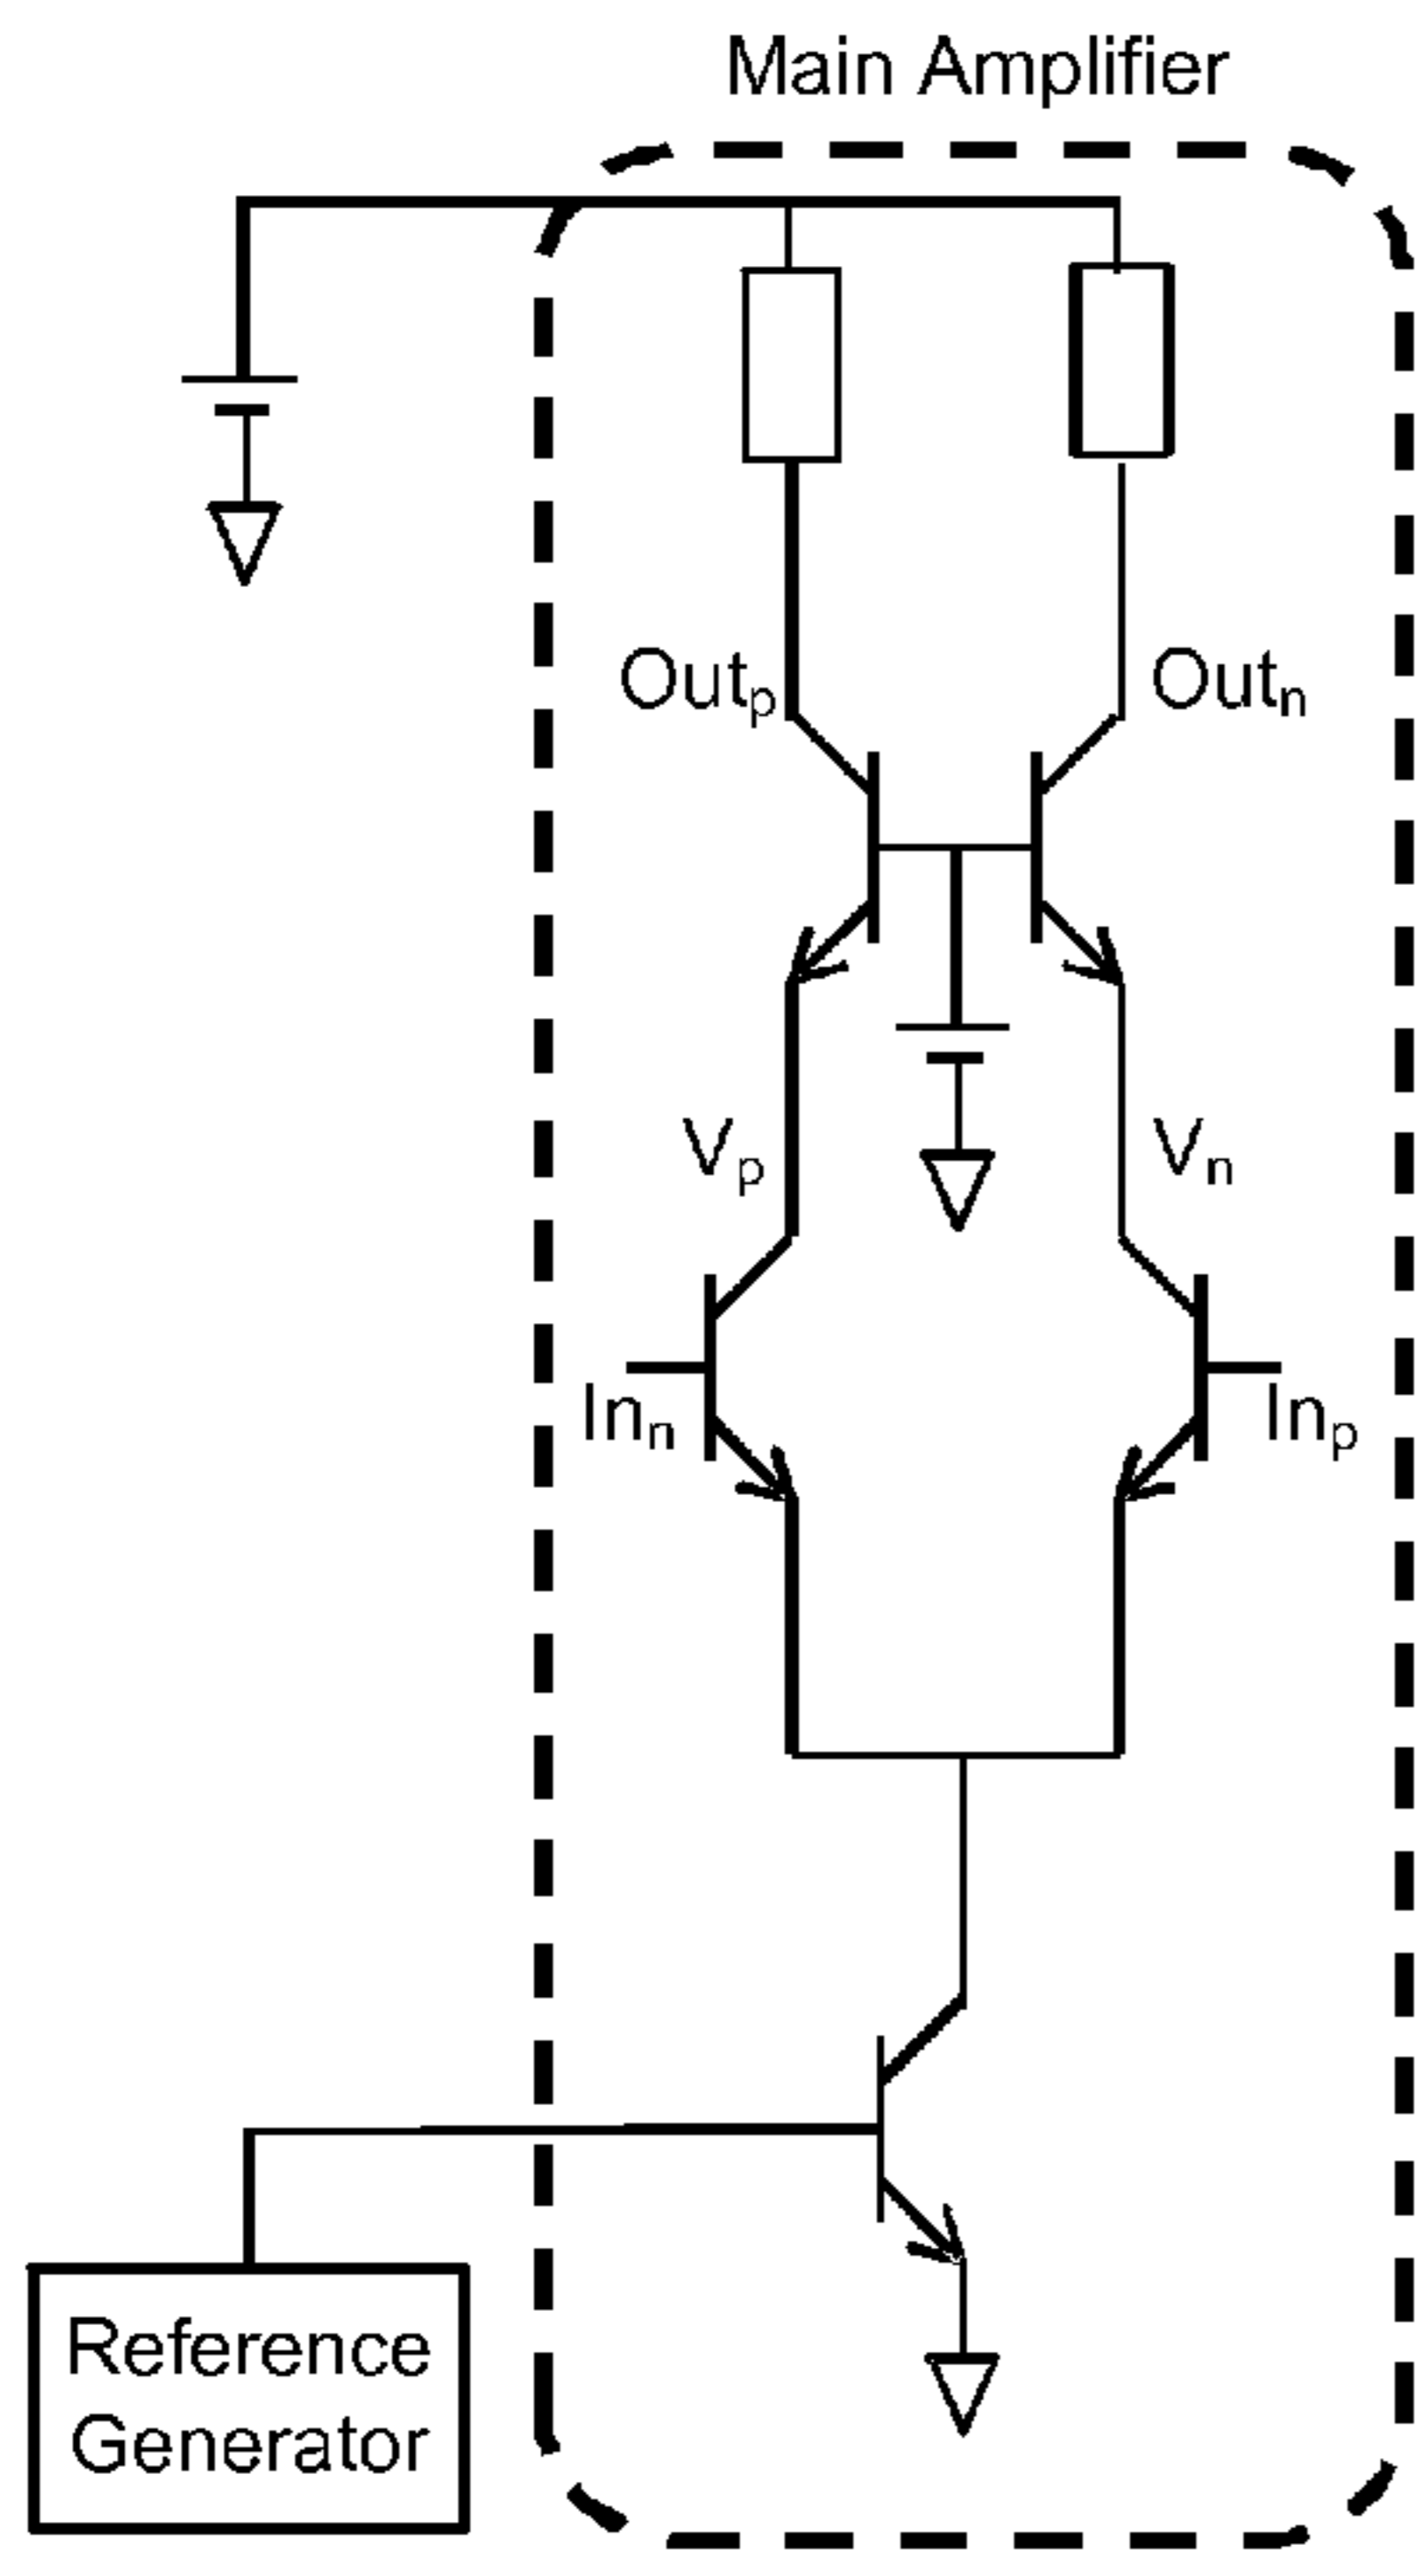 Main Amplifier
Outp
Outn
Vp
Vn
Inn
Inp
Reference
Generator